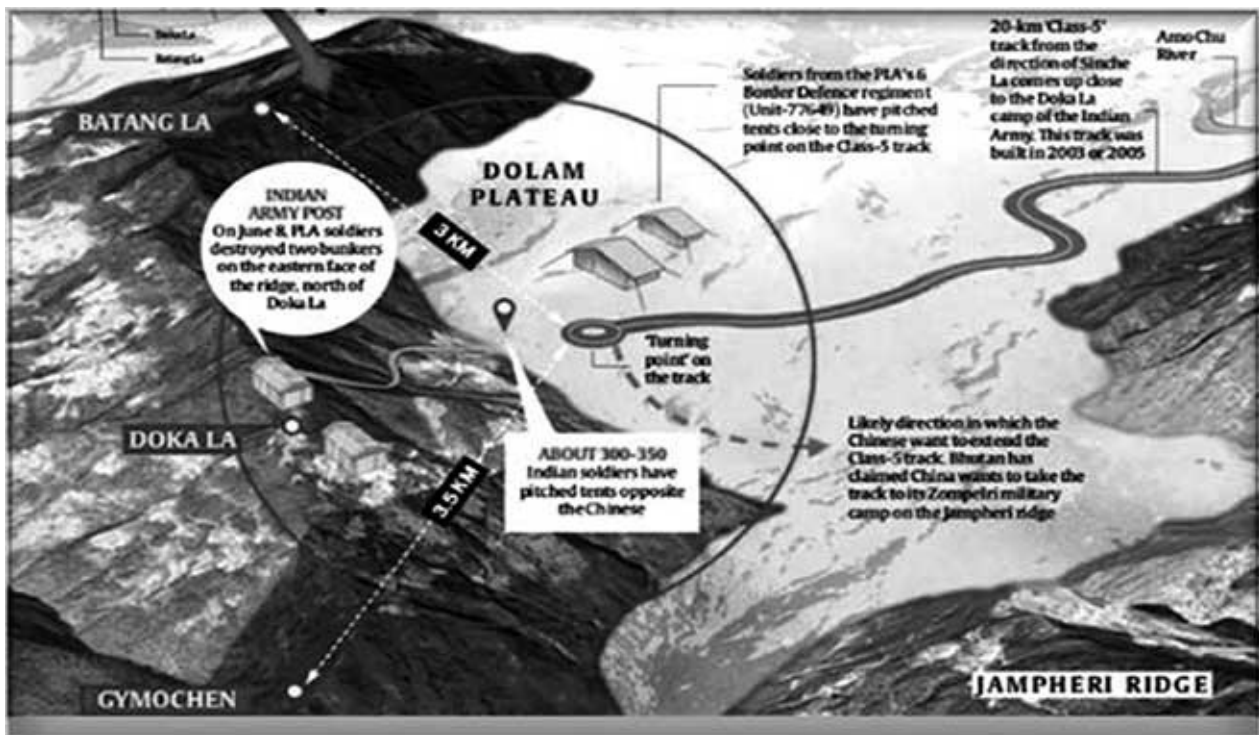 Doka La
Batang La
BATANG LA
INDIAN
ARMY POST
On June 8, PLA soldiers
destroyed two bunkers
on the eastern face of
the ridge, north of
Doka La
DOLAM
PLATEAU
3 KM
Soldiers from the PLA's 6
Border Defence regiment
(Unit-77649) have pitched
tents close to the turning
point on the Class-5 track
20-km 'Class-5'
track from the
direction of Sinche
La comes up close
to the Doka La
camp of the Indian
Army. This track was
built in 2003 or 2005
Amo Chu
River
'Turning
point' on
the track
DOKA LA
3.5 KM
ABOUT 300-350
Indian soldiers have
pitched tents opposite
the Chinese
Likely direction in which the
Chinese want to extend the
Class-5 track. Bhutan has
claimed China wants to take the
track to its Zompelri military
camp on the Jampheri ridge
GYMOCHEN
JAMPHERI RIDGE